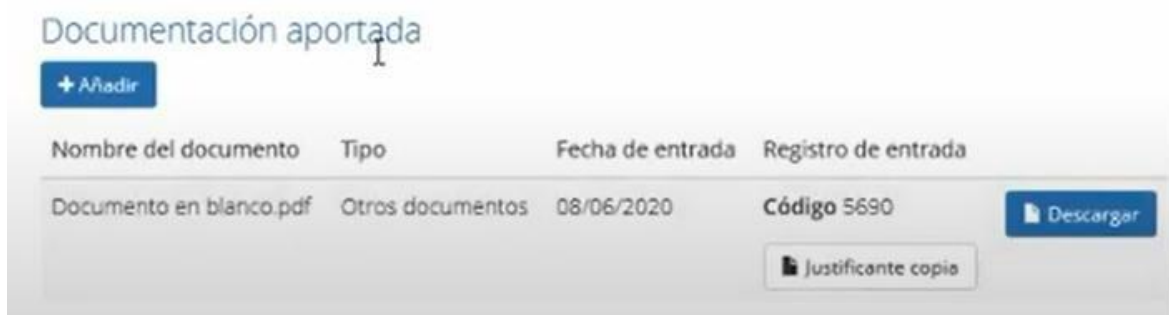 Documentación aportada
+ Añadir
Nombre del documento Tipo Fecha de entrada Registro de entrada
Documento en blanco.pdf Otros documentos 08/06/2020 Código 5690 Descargar
Justificante copia